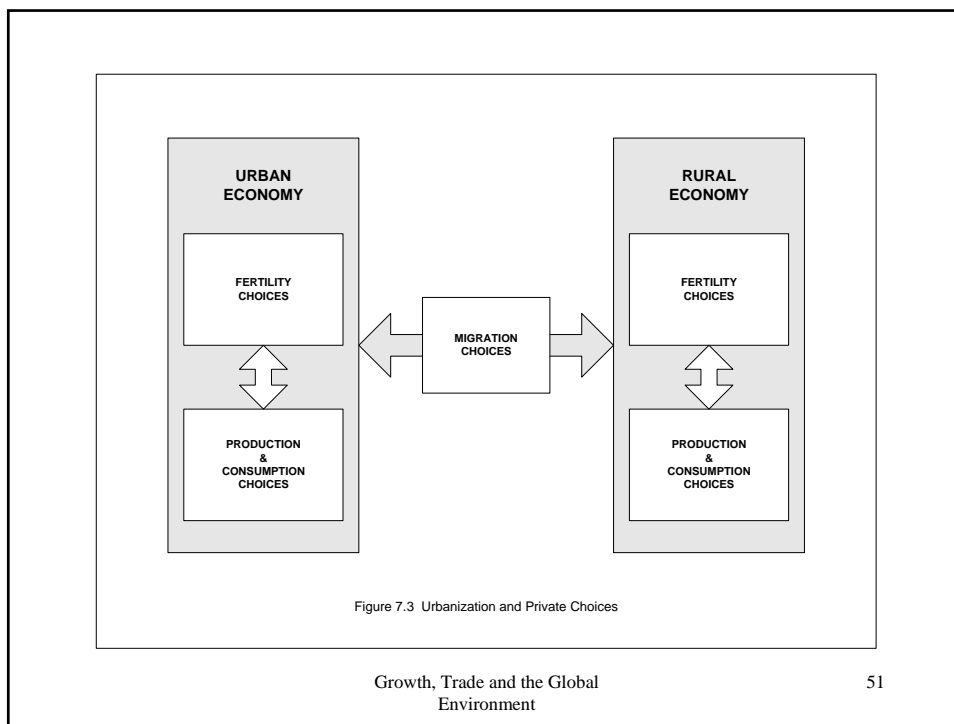 URBAN
ECONOMY
FERTILITY
CHOICES
PRODUCTION
&
CONSUMPTION
CHOICES
MIGRATION
CHOICES
RURAL
ECONOMY
FERTILITY
CHOICES
PRODUCTION
&
CONSUMPTION
CHOICES
Figure 7.3 Urbanization and Private Choices
Growth, Trade and the Global
Environment
51